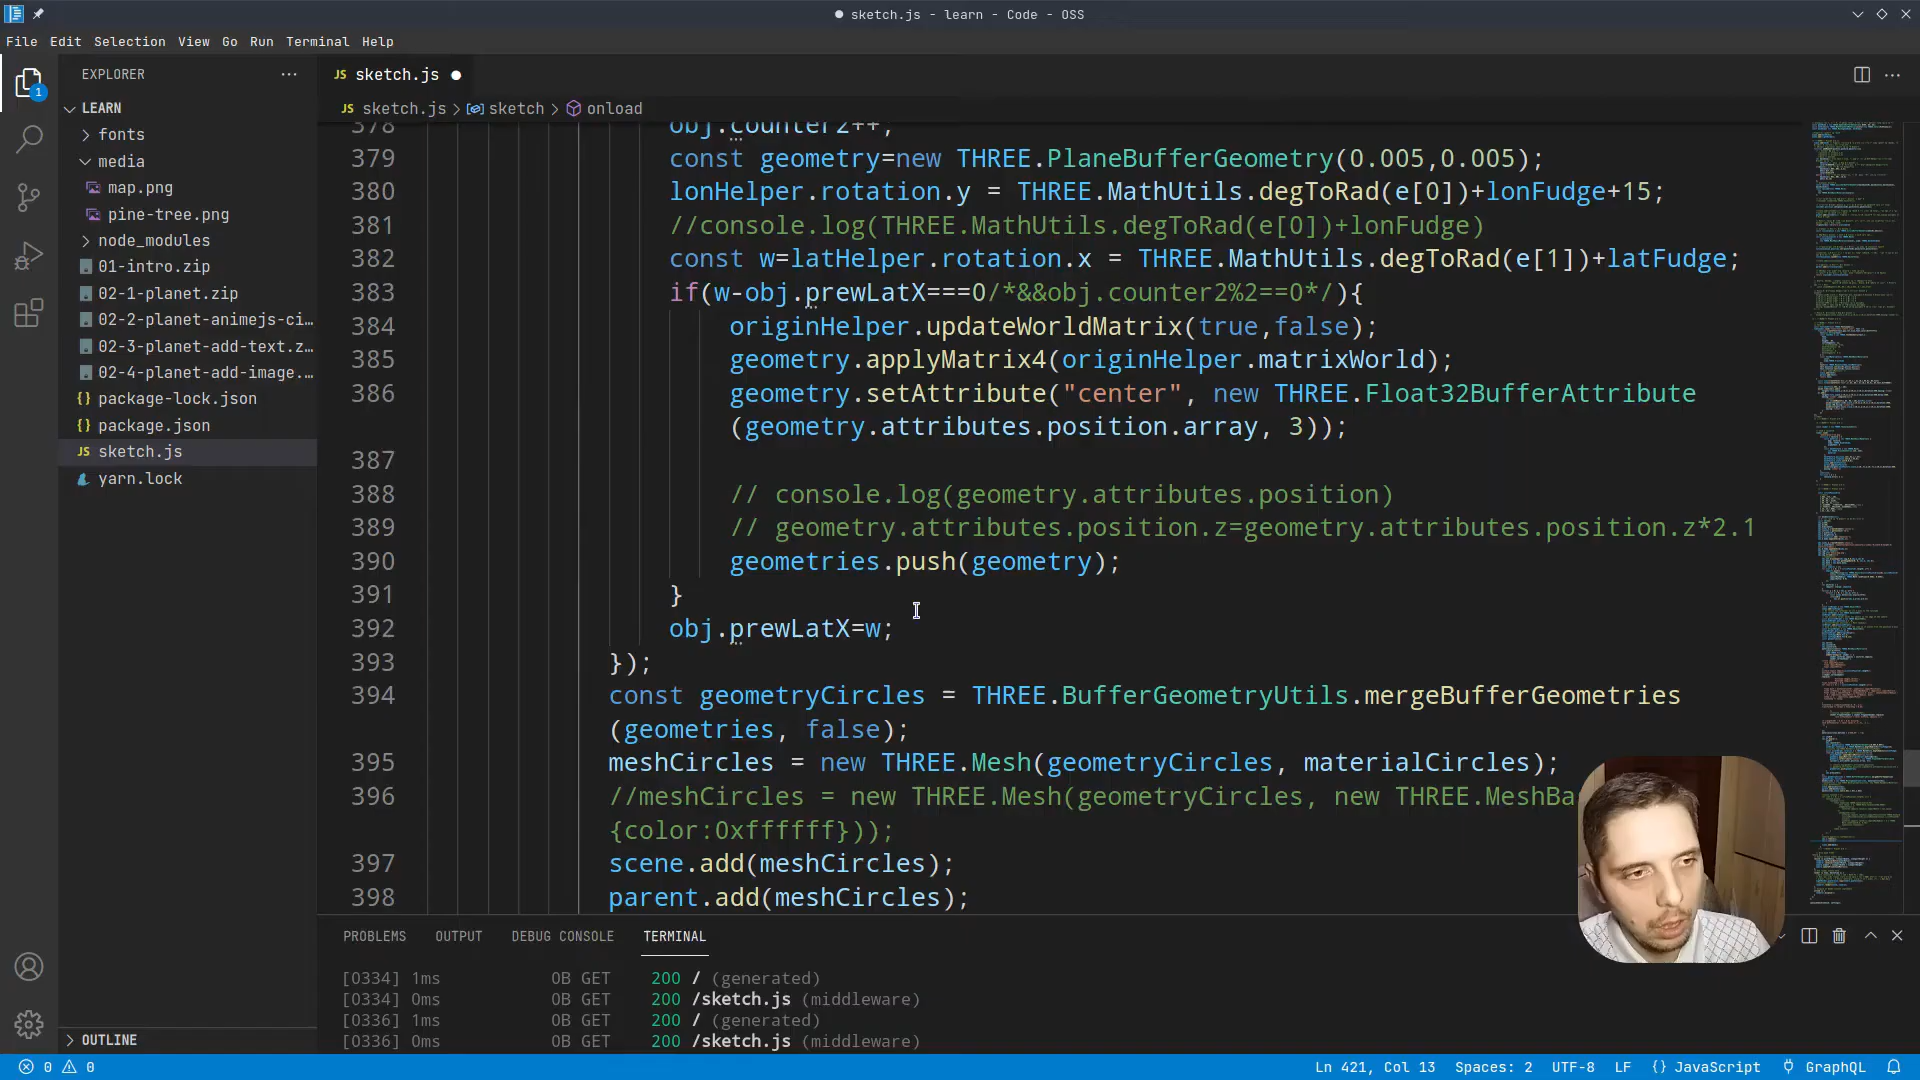 sketch.js - learn - Code - OSS
File Edit Selection View Go Run Terminal Help
EXPLORER
LEARN
fonts
media
map.png
pine-tree.png
node_modules
01-intro.zip
02-1-planet.zip
02-2-planet-animejs-ci...
02-3-planet-add-text.z...
02-4-planet-add-image....
package-lock.json
package.json
sketch.js
yarn.lock
OUTLINE
1
JS sketch.js
JS sketch.js > sketch > onload
378 obj.counter2++;
379 const geometry=new THREE.PlaneBufferGeometry(0.005,0.005);
380 lonHelper.rotation.y = THREE.MathUtils.degToRad(e[0])+lonFudge+15;
381 //console.log(THREE.MathUtils.degToRad(e[0])+lonFudge)
382 const w=latHelper.rotation.x = THREE.MathUtils.degToRad(e[1])+latFudge;
383 if(w-obj.prewLatX===0/*&&obj.counter2%2==0*/){
384 originHelper.updateWorldMatrix(true,false);
385 geometry.applyMatrix4(originHelper.matrixWorld);
386 geometry.setAttribute("center", new THREE.Float32BufferAttribute
(geometry.attributes.position.array, 3));
387
388 // console.log(geometry.attributes.position)
389 // geometry.attributes.position.z=geometry.attributes.position.z*2.1
390 geometries.push(geometry);
391 }
392 obj.prewLatX=w;
393 });
394 const geometryCircles = THREE.BufferGeometryUtils.mergeBufferGeometries
(geometries, false);
395 meshCircles = new THREE.Mesh(geometryCircles, materialCircles);
396 //meshCircles = new THREE.Mesh(geometryCircles, new THREE.MeshBa
{color:0xffffff}));
397 scene.add(meshCircles);
398 parent.add(meshCircles);
PROBLEMS OUTPUT DEBUG CONSOLE TERMINAL
[0334] 1ms 0B GET 200 / (generated)
[0334] 0ms 0B GET 200 /sketch.js (middleware)
[0336] 1ms 0B GET 200 / (generated)
[0336] 0ms 0B GET 200 /sketch.js (middleware)
0 0 Ln 421, Col 13 Spaces: 2 UTF-8 LF {} JavaScript GraphQL